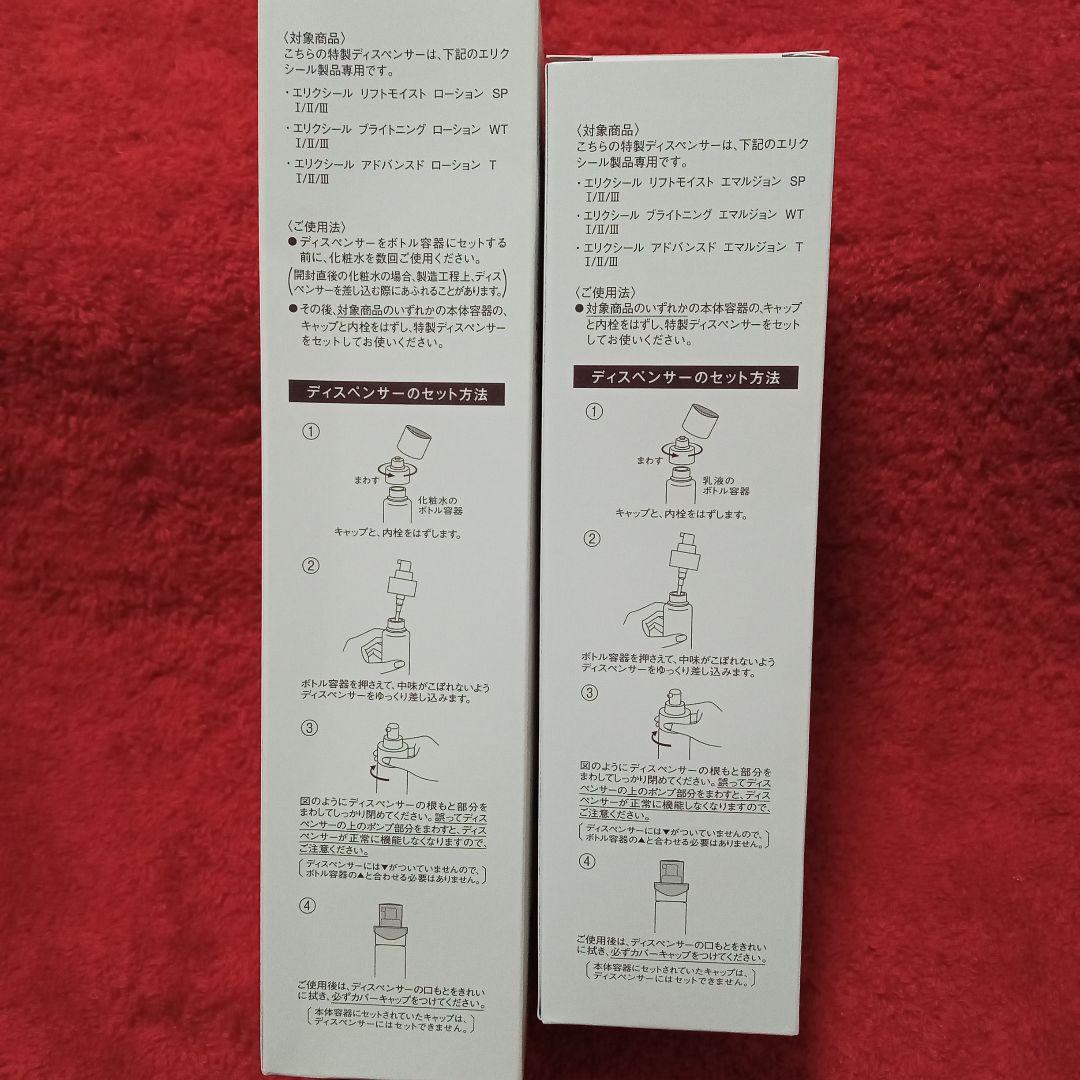 〈対象商品〉
こちらの特製ディスペンサーは、下記のエリク
シール製品専用です。
・エリクシール リフトモイスト ローション SP
Ⅰ/Ⅱ/Ⅲ
・エリクシール ブライトニング ローション WT
Ⅰ/Ⅱ/Ⅲ
・エリクシール アドバンスド ローション T
Ⅰ/Ⅱ/Ⅲ
〈ご使用法〉
●ディスペンサーをボトル容器にセットする
前に、化粧水を数回ご使用ください。
(開封直後の化粧水の場合、製造工程上、ディス
ペンサーを差し込む際にあふれることがあります。)
●その後、対象商品のいずれかの本体容器の、
キャップと内栓をはずし、特製ディスペンサー
をセットしてお使いください。
ディスペンサーのセット方法
①
まわす
化粧水の
ボトル容器
キャップと、内栓をはずします。
②
ボトル容器を押さえて、中味がこぼれないよう
ディスペンサーをゆっくり差し込みます。
③
図のようにディスペンサーの根もと部分を
まわしてしっかり閉めてください。誤ってディス
ペンサーの上のポンプ部分をまわすと、ディス
ペンサーが正常に機能しなくなりますので、
ご注意ください。
〔ディスペンサーには▼がついていませんので、
ボトル容器の▲と合わせる必要はありません。〕
④
ご使用後は、ディスペンサーの口もとをきれい
に拭き、必ずカバーキャップをつけてください。
〔本体容器にセットされていたキャップは、
ディスペンサーにはセットできません。〕
〈対象商品〉
こちらの特製ディスペンサーは、下記のエリク
シール製品専用です。
・エリクシール リフトモイスト エマルジョン SP
Ⅰ/Ⅱ/Ⅲ
・エリクシール ブライトニング エマルジョン WT
Ⅰ/Ⅱ/Ⅲ
・エリクシール アドバンスド エマルジョン T
Ⅰ/Ⅱ/Ⅲ
〈ご使用法〉
●対象商品のいずれかの本体容器の、キャップ
と内栓をはずし、特製ディスペンサーをセット
してお使いください。
ディスペンサーのセット方法
①
まわす
乳液の
ボトル容器
キャップと、内栓をはずします。
②
ボトル容器を押さえて、中味がこぼれないよう
ディスペンサーをゆっくり差し込みます。
③
図のようにディスペンサーの根もと部分を
まわしてしっかり閉めてください。誤ってディス
ペンサーの上のポンプ部分をまわすと、ディス
ペンサーが正常に機能しなくなりますので、
ご注意ください。
〔ディスペンサーには▼がついていませんので、
ボトル容器の▲と合わせる必要はありません。〕
④
ご使用後は、ディスペンサーの口もとをきれい
に拭き、必ずカバーキャップをつけてください。
〔本体容器にセットされていたキャップは、
ディスペンサーにはセットできません。〕